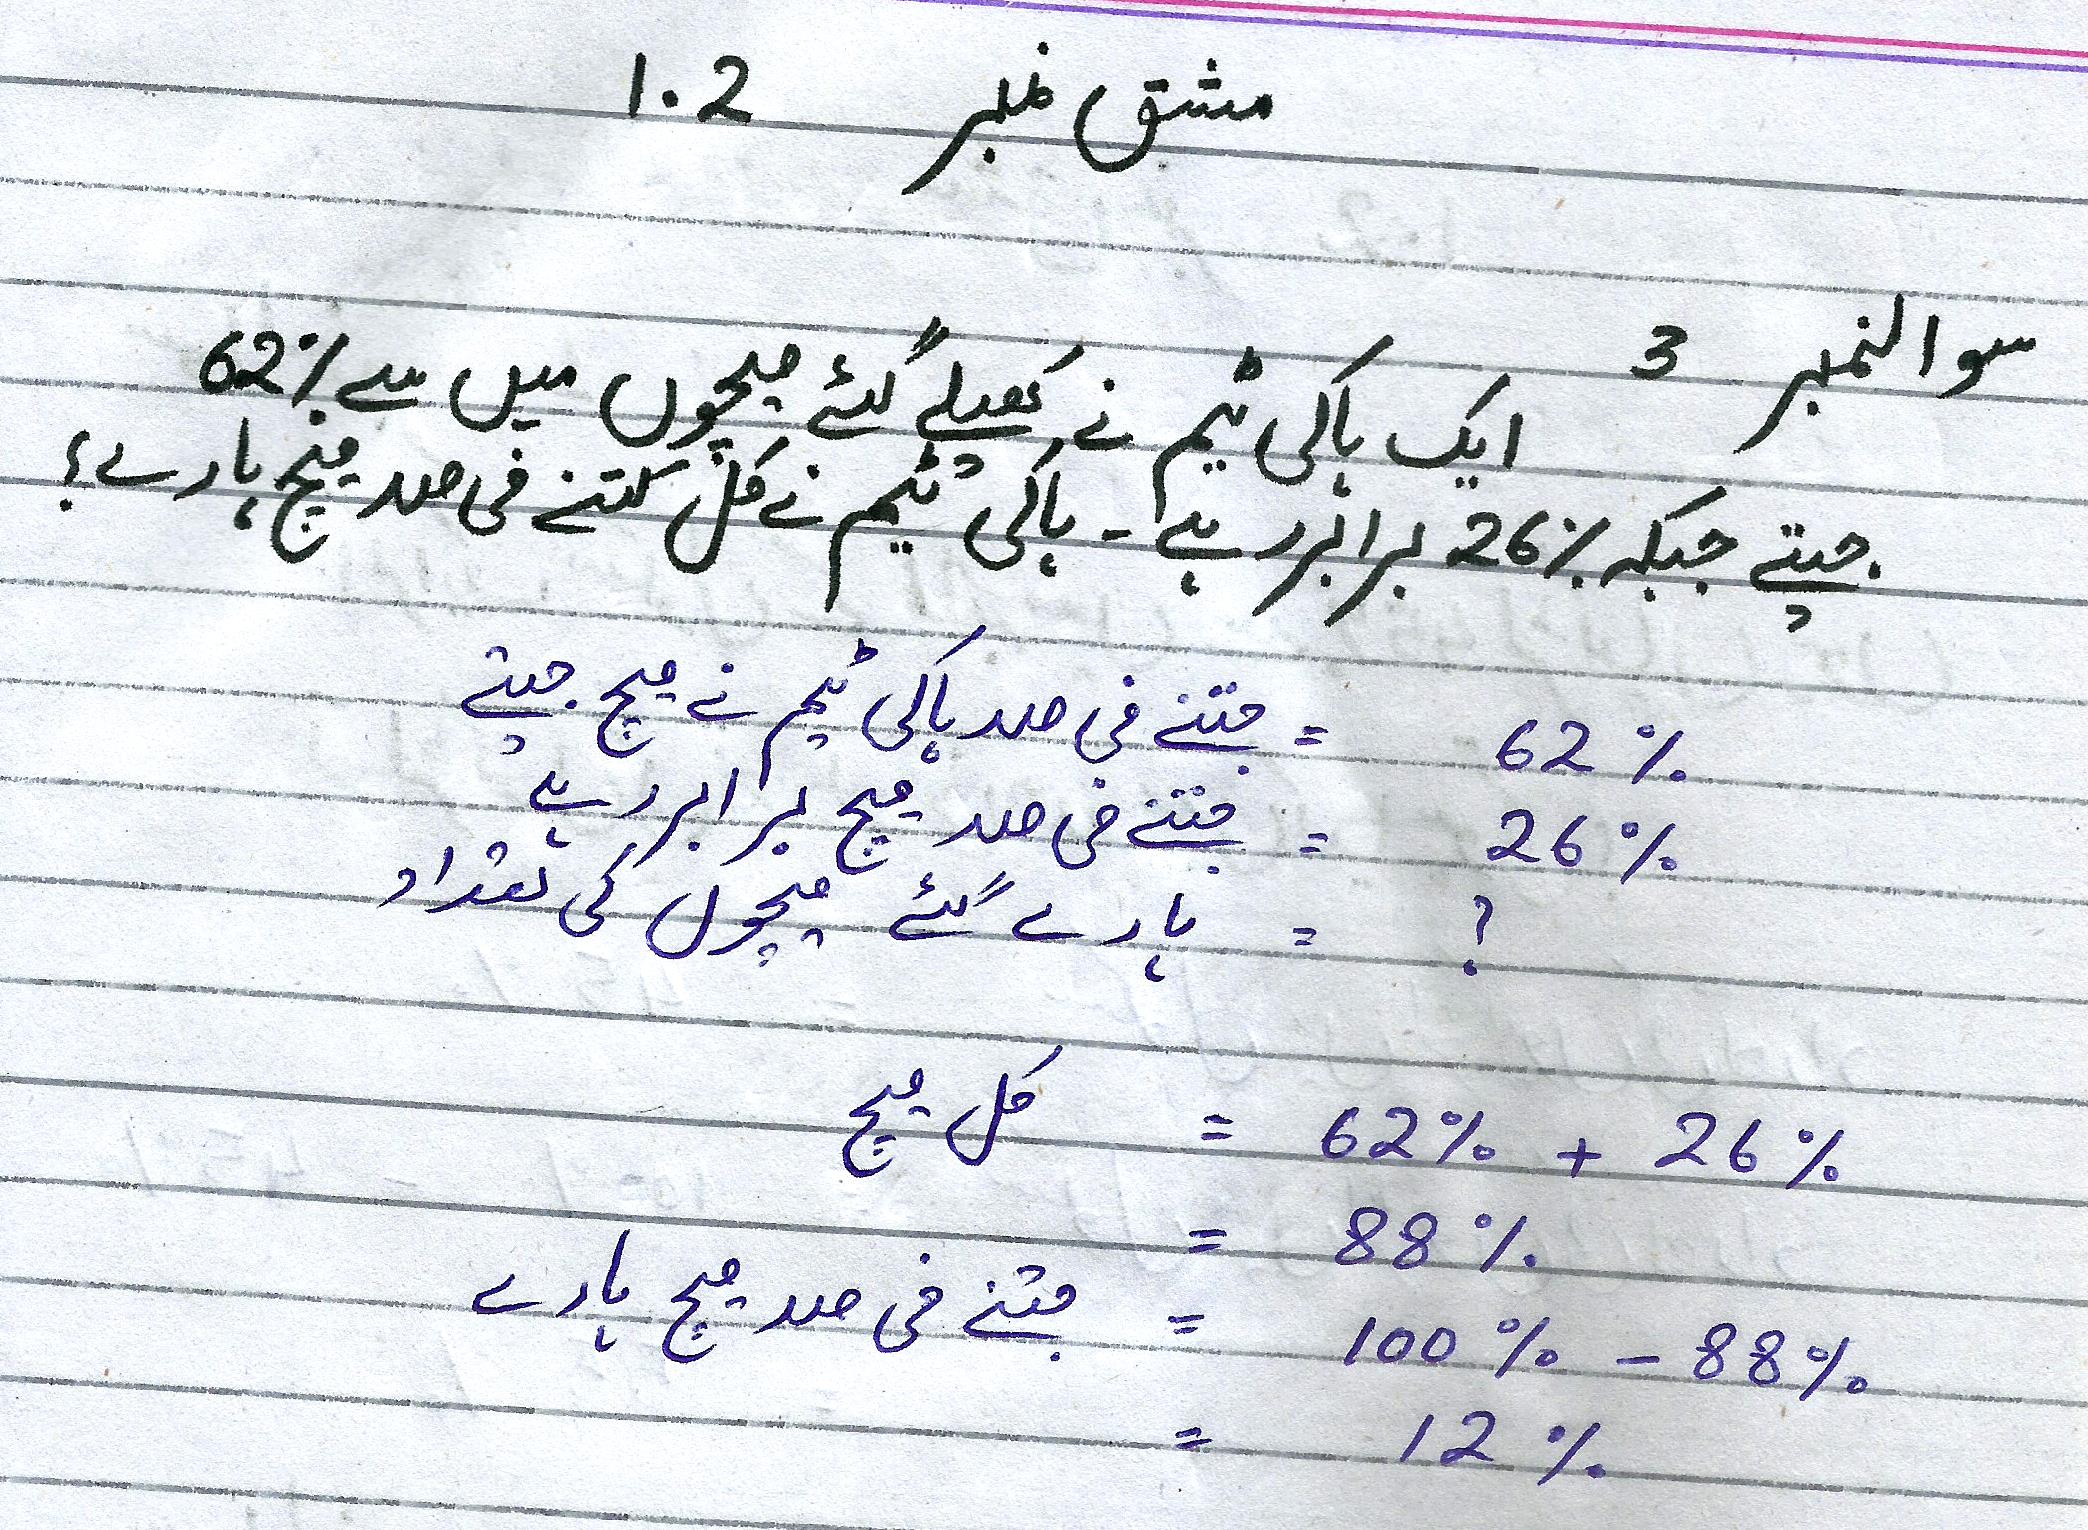 مشق نمبر 1.2
سوالنمبر 3
ایک ہاکی ٹیم نے کھیلے گئے میچوں میں سے 62%
جیتے جبکہ 26% برابر رہے۔ ہاکی ٹیم نے کل کتنے فی صد میچ ہارے؟
جتنے فی صد ہاکی ٹیم نے میچ جیتے = 62%
جتنے فی صد میچ برابر رہے = 26%
ہارے گئے میچوں کی تعداد = ?
کل میچ = 62% + 26%
= 88%
جتنے فی صد میچ ہارے = 100% - 88%
= 12%